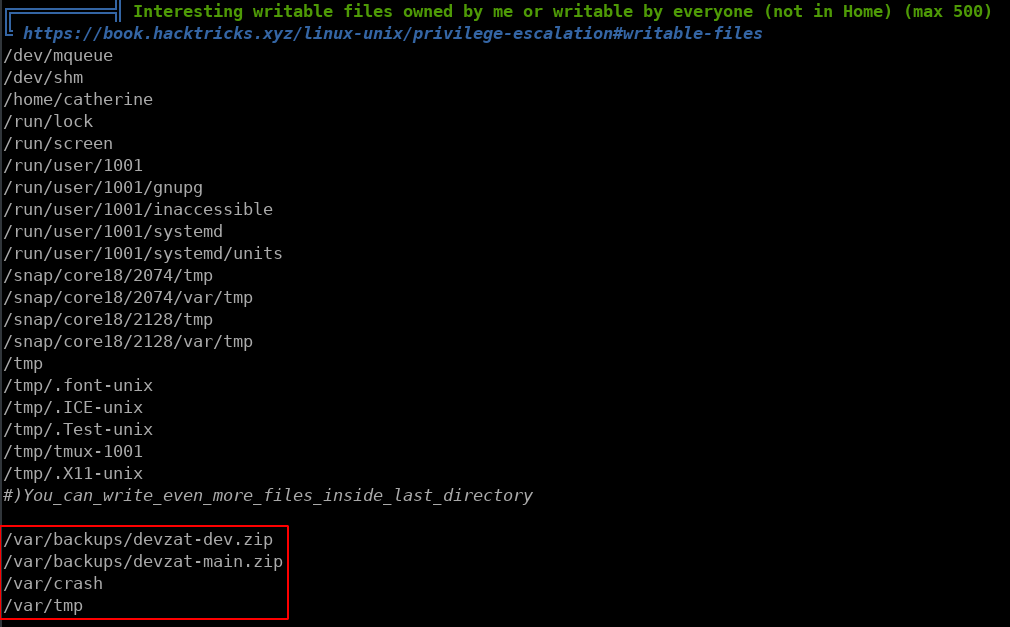 ╔══════════╣ Interesting writable files owned by me or writable by everyone (not in Home) (max 500)
╚ https://book.hacktricks.xyz/linux-unix/privilege-escalation#writable-files
/dev/mqueue
/dev/shm
/home/catherine
/run/lock
/run/screen
/run/user/1001
/run/user/1001/gnupg
/run/user/1001/inaccessible
/run/user/1001/systemd
/run/user/1001/systemd/units
/snap/core18/2074/tmp
/snap/core18/2074/var/tmp
/snap/core18/2128/tmp
/snap/core18/2128/var/tmp
/tmp
/tmp/.font-unix
/tmp/.ICE-unix
/tmp/.Test-unix
/tmp/tmux-1001
/tmp/.X11-unix
#)You_can_write_even_more_files_inside_last_directory
/var/backups/devzat-dev.zip
/var/backups/devzat-main.zip
/var/crash
/var/tmp